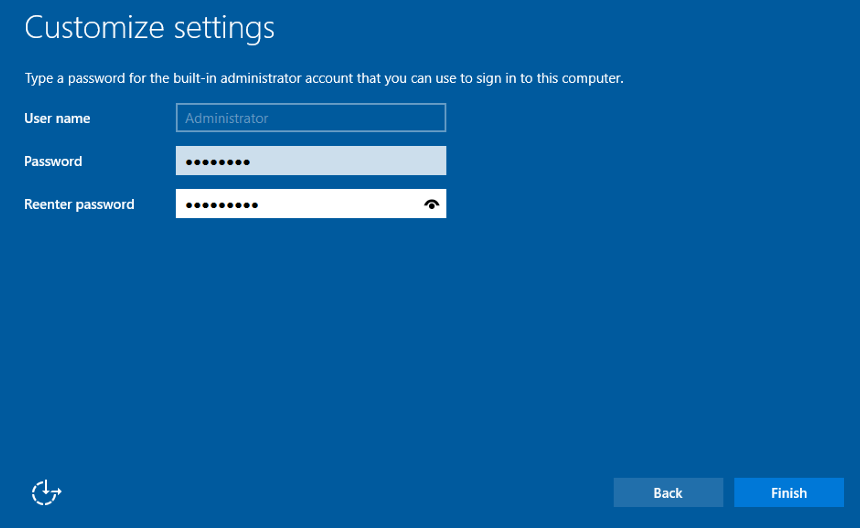 Customize settings
Type a password for the built-in administrator account that you can use to sign in to this computer.
User name Administrator
Password ●●●●●●●●
Reenter password ●●●●●●●●●
Back Finish